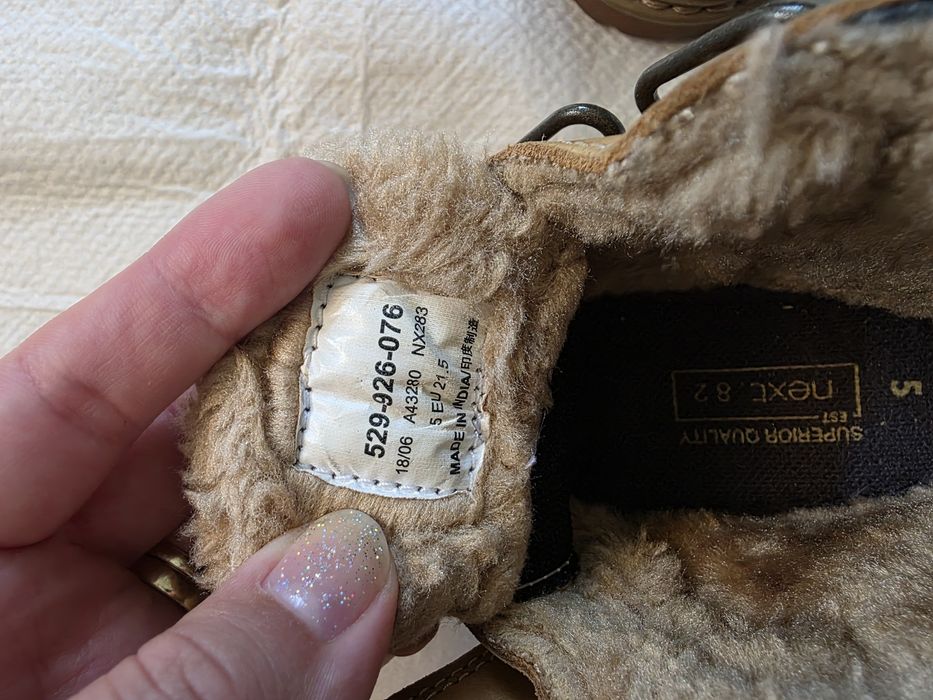 529-926-076
18/06 A43280 NX283
5 EU 21.5
MADE IN INDIA/印度制造
5
next.82
EST
SUPERIOR QUALITY